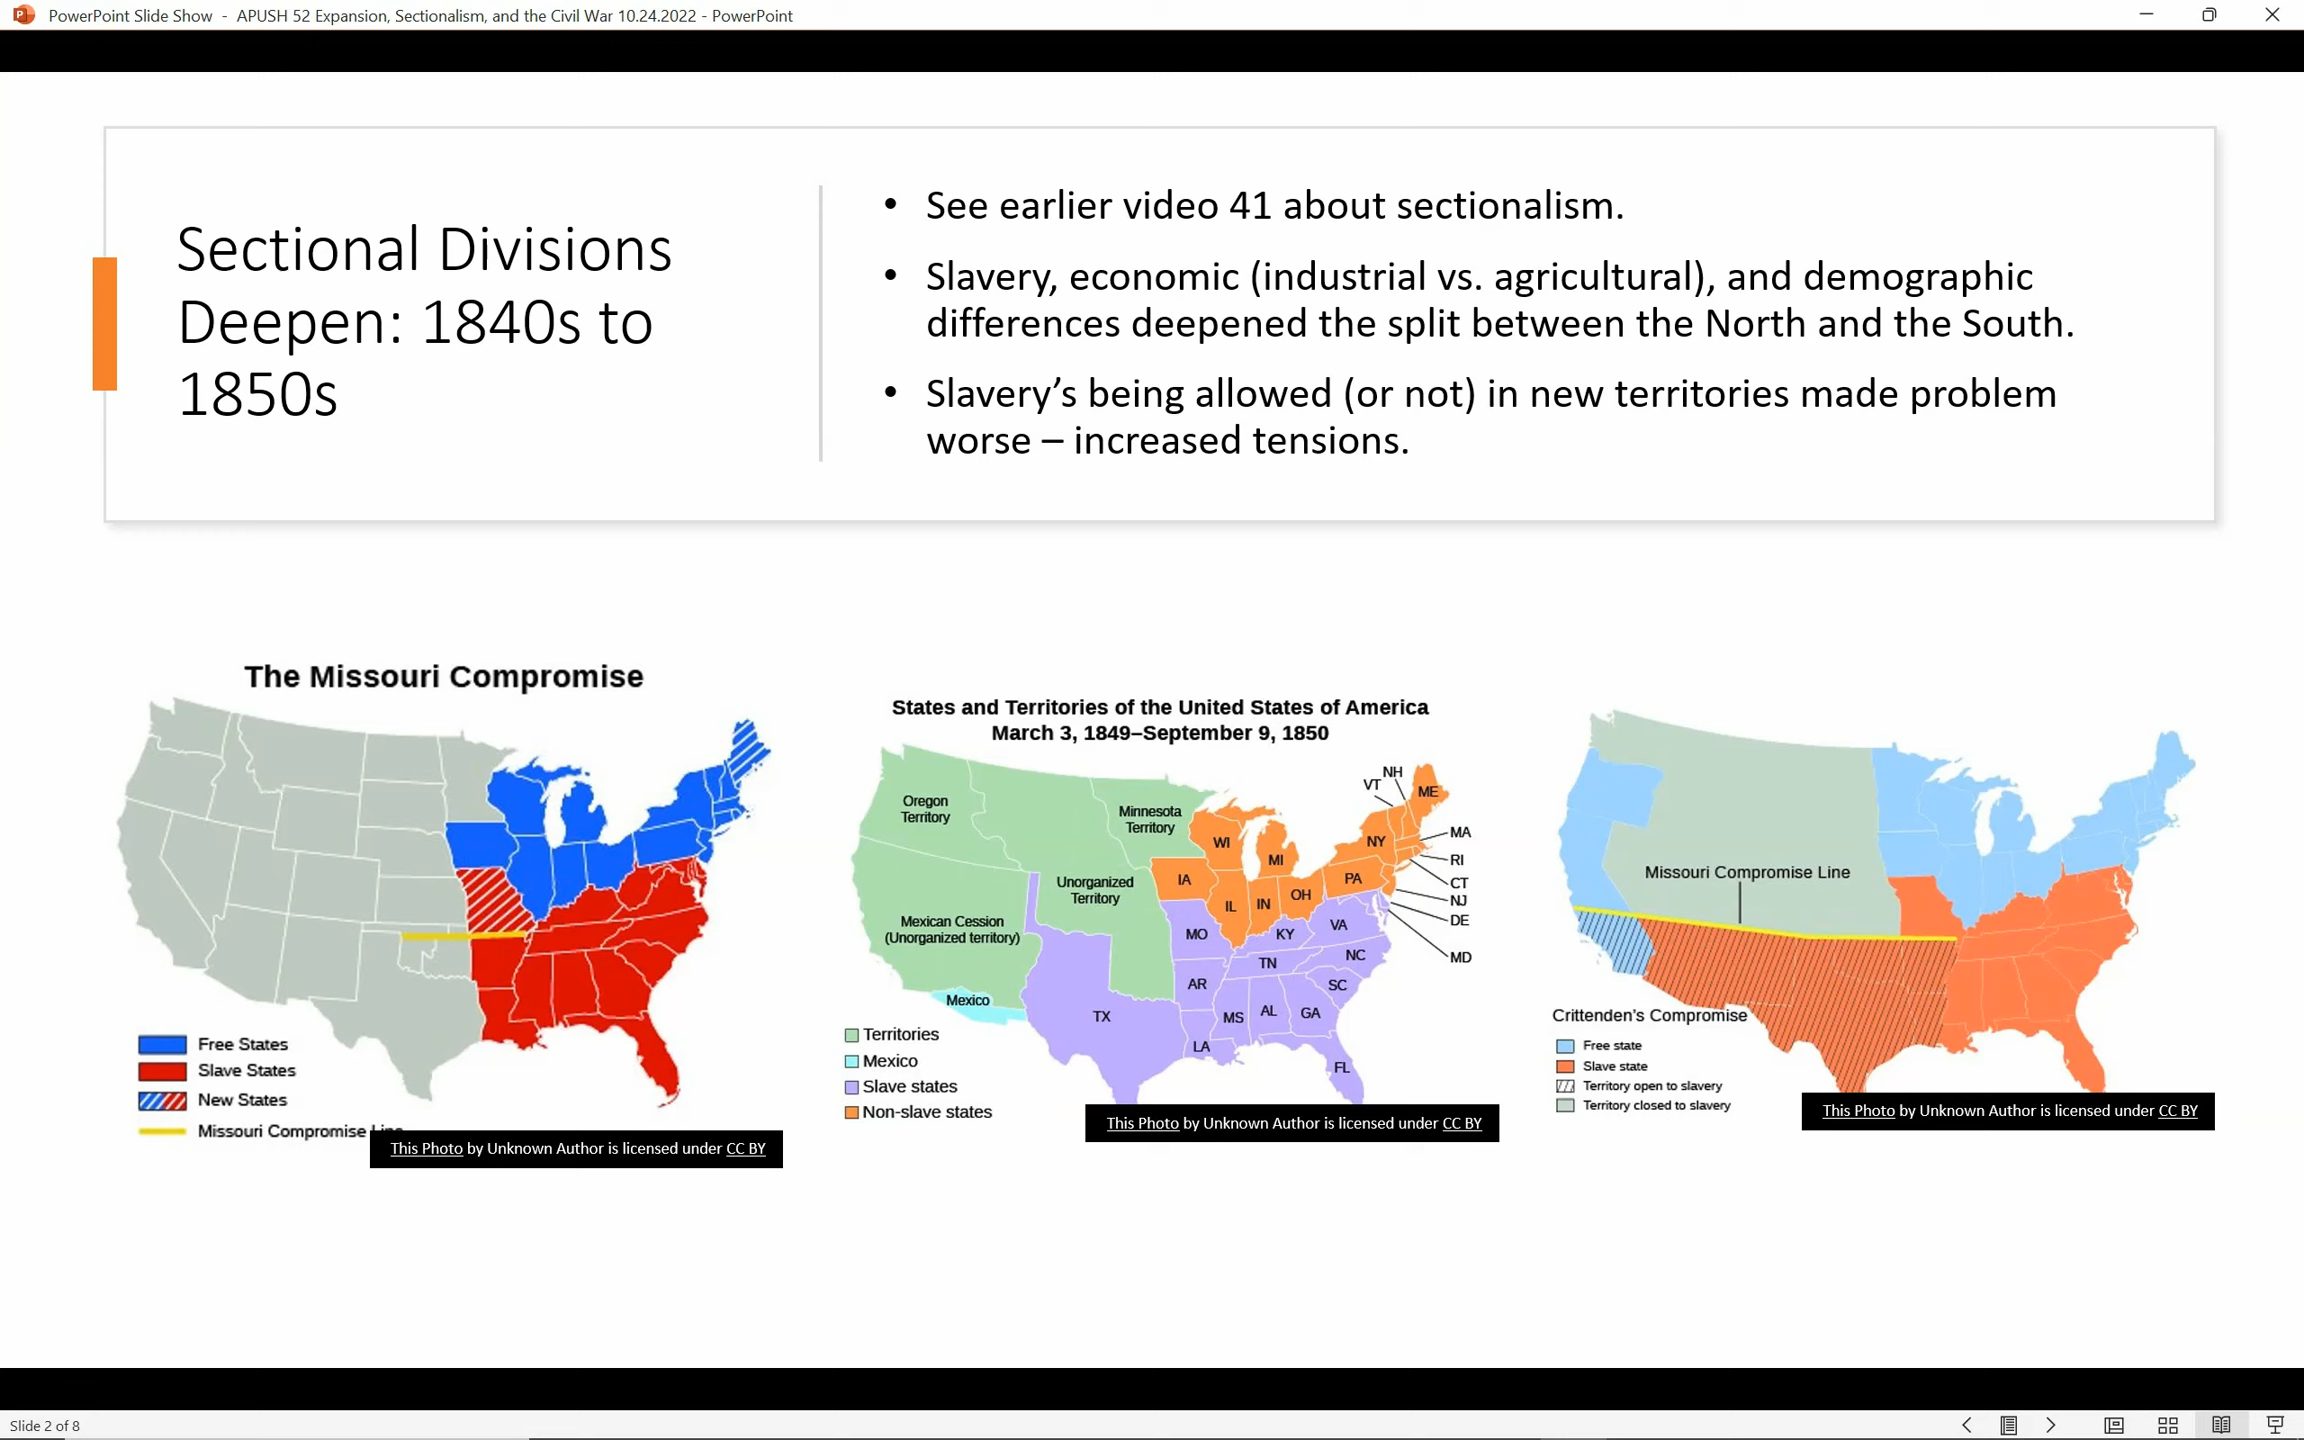 PowerPoint Slide Show - APUSH 52 Expansion, Sectionalism, and the Civil War 10.24.2022 - PowerPoint
Sectional Divisions
Deepen: 1840s to
1850s
• See earlier video 41 about sectionalism.
• Slavery, economic (industrial vs. agricultural), and demographic
differences deepened the split between the North and the South.
• Slavery’s being allowed (or not) in new territories made problem
worse – increased tensions.
The Missouri Compromise
Free States
Slave States
New States
Missouri Compromise
This Photo by Unknown Author is licensed under CC BY
States and Territories of the United States of America
March 3, 1849–September 9, 1850
Oregon
Territory
Minnesota
Territory
Unorganized
Territory
Mexican Cession
(Unorganized territory)
Mexico
WI
MI
IA
IL
IN
OH
PA
NY
VT
NH
ME
MA
RI
CT
NJ
DE
MD
MO
KY
VA
TN
NC
AR
SC
TX
MS
AL
GA
LA
FL
Territories
Mexico
Slave states
Non-slave states
This Photo by Unknown Author is licensed under CC BY
Missouri Compromise Line
Crittenden's Compromise
Free state
Slave state
Territory open to slavery
Territory closed to slavery
This Photo by Unknown Author is licensed under CC BY
Slide 2 of 8